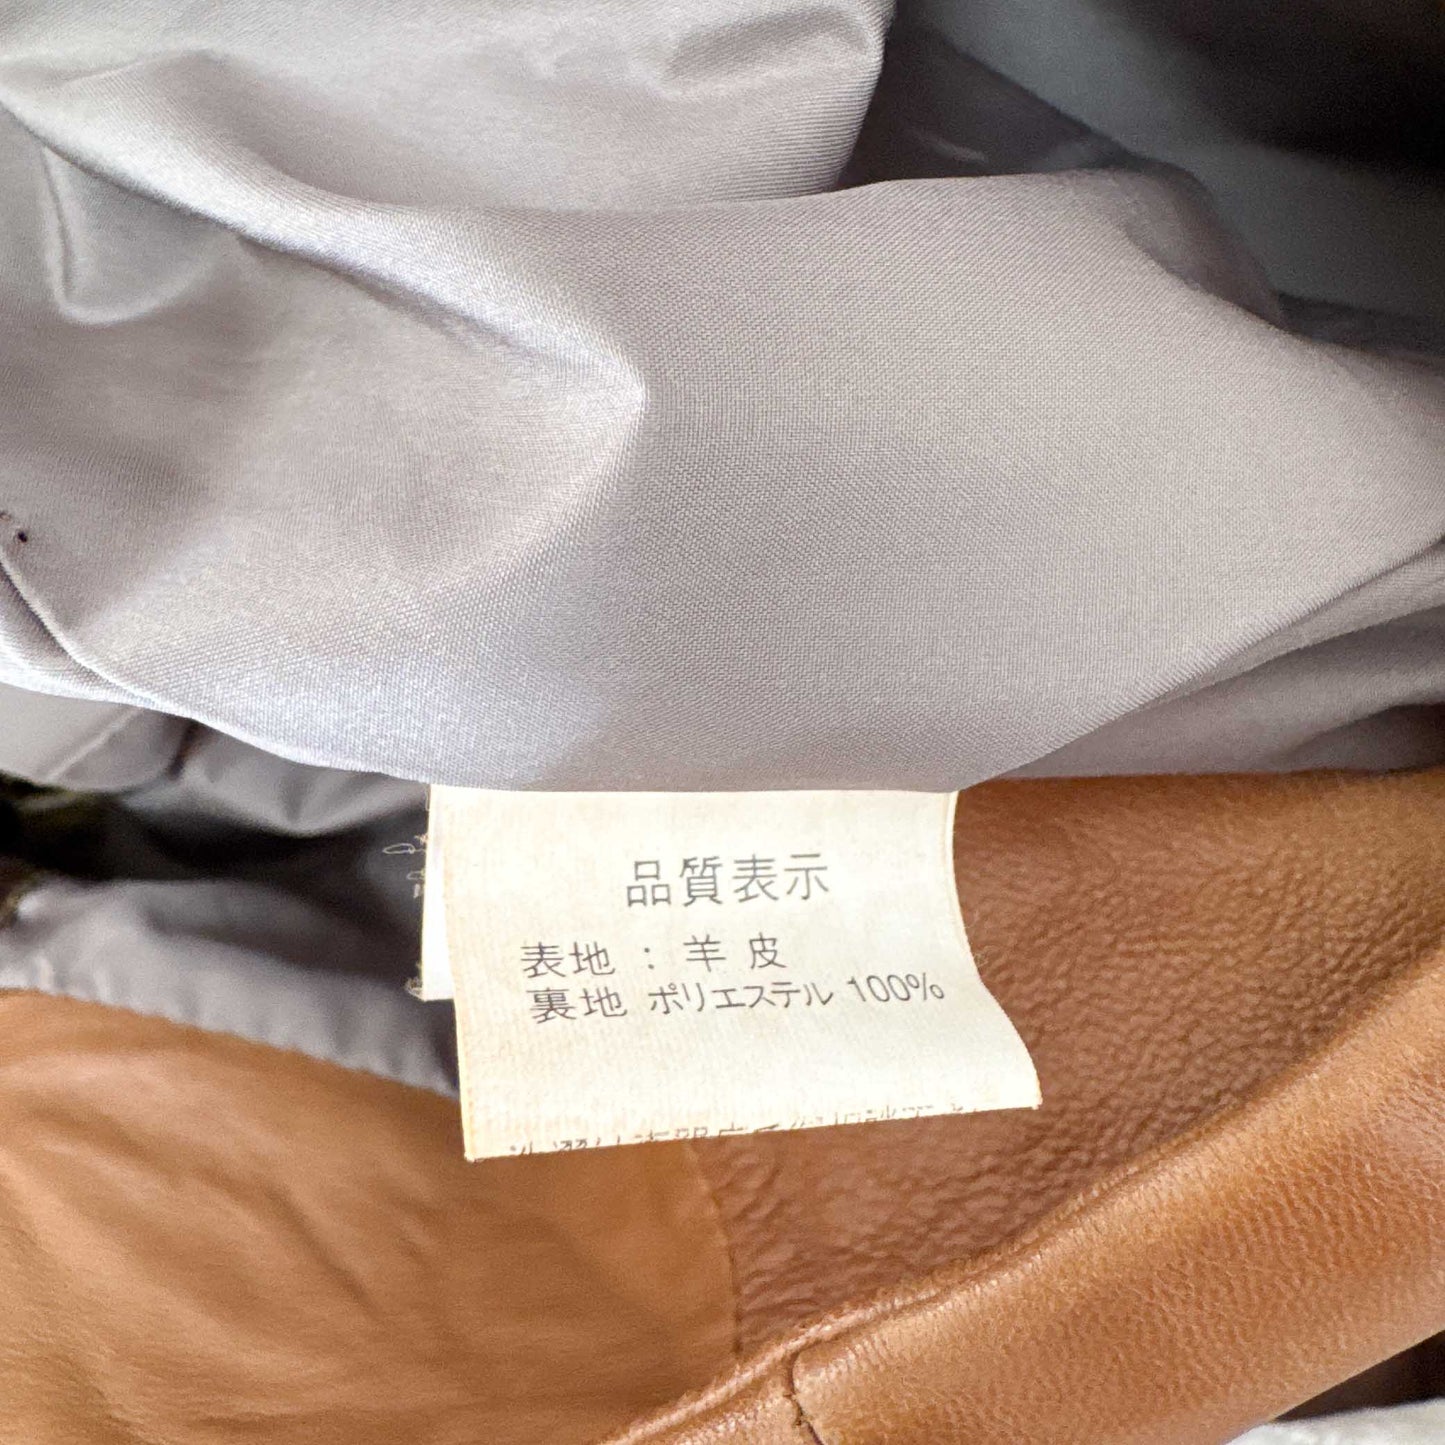 品質表示
表地：羊皮
裏地 ポリエステル 100%